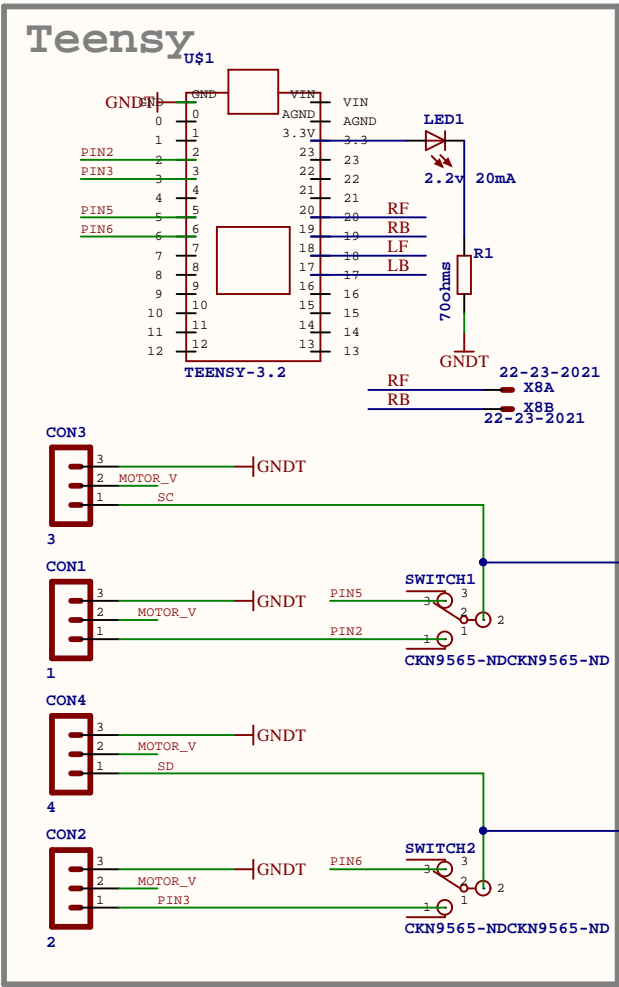 Teensy
U$1
GNDT GND GND VIN VIN
0 0 AGND AGND
1 1 3.3V 3.3
PIN2 2 2 23 23
PIN3 3 3 22 22
4 4 21 21
PIN5 5 5 20 20 RF
PIN6 6 6 19 19 RB
7 7 18 18 LF
8 8 17 17 LB
9 9 16 16
10 10 15 15
11 11 14 14
12 12 13 13
TEENSY-3.2
LED1
2.2v 20mA
R1
70ohms
GNDT
22-23-2021
RF X8A
RB X8B
22-23-2021
CON3
3 GNDT
2 MOTOR_V
1 SC
3
CON1
3 GNDT
2 MOTOR_V
1 PIN2
1
SWITCH1
PIN5 3 3
2 2
1 1
CKN9565-NDCKN9565-ND
CON4
3 GNDT
2 MOTOR_V
1 SD
4
CON2
3 GNDT
2 MOTOR_V
1 PIN3
2
SWITCH2
PIN6 3 3
2 2
1 1
CKN9565-NDCKN9565-ND